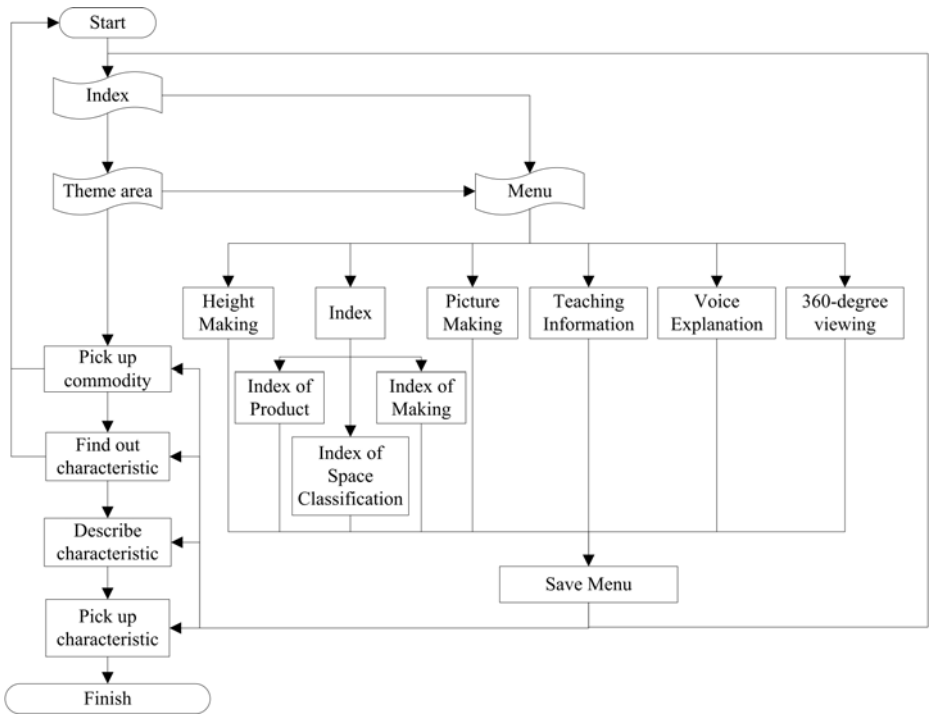 Start
Index
Theme area
Menu
Height
Making
Index
Picture
Making
Teaching
Information
Voice
Explanation
360-degree
viewing
Pick up
commodity
Index of
Product
Index of
Making
Find out
characteristic
Index of
Space
Classification
Describe
characteristic
Save Menu
Pick up
characteristic
Finish